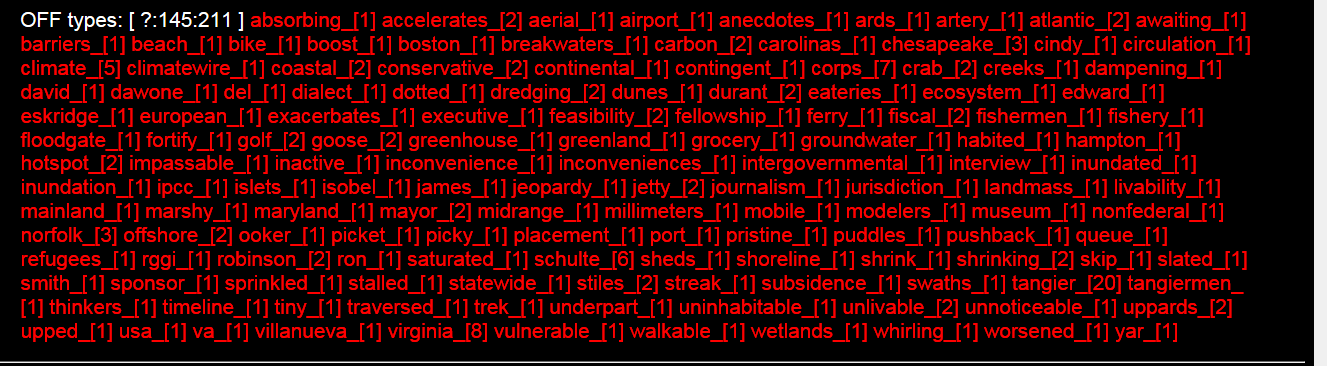 OFF types: [ ?:145:211 ] absorbing_[1] accelerates_[2] aerial_[1] airport_[1] anecdotes_[1] ards_[1] artery_[1] atlantic_[2] awaiting_[1]
barriers_[1] beach_[1] bike_[1] boost_[1] boston_[1] breakwaters_[1] carbon_[2] carolinas_[1] chesapeake_[3] cindy_[1] circulation_[1]
climate_[5] climatewire_[1] coastal_[2] conservative_[2] continental_[1] contingent_[1] corps_[7] crab_[2] creeks_[1] dampening_[1]
david_[1] dawone_[1] del_[1] dialect_[1] dotted_[1] dredging_[2] dunes_[1] durant_[2] eateries_[1] ecosystem_[1] edward_[1]
eskridge_[1] european_[1] exacerbates_[1] executive_[1] feasibility_[2] fellowship_[1] ferry_[1] fiscal_[2] fishermen_[1] fishery_[1]
floodgate_[1] fortify_[1] golf_[2] goose_[2] greenhouse_[1] greenland_[1] grocery_[1] groundwater_[1] habited_[1] hampton_[1]
hotspot_[2] impassable_[1] inactive_[1] inconvenience_[1] inconveniences_[1] intergovernmental_[1] interview_[1] inundated_[1]
inundation_[1] ipcc_[1] islets_[1] isobel_[1] james_[1] jeopardy_[1] jetty_[2] journalism_[1] jurisdiction_[1] landmass_[1] livability_[1]
mainland_[1] marshy_[1] maryland_[1] mayor_[2] midrange_[1] millimeters_[1] mobile_[1] modelers_[1] museum_[1] nonfederal_[1]
norfolk_[3] offshore_[2] ooker_[1] picket_[1] picky_[1] placement_[1] port_[1] pristine_[1] puddles_[1] pushback_[1] queue_[1]
refugees_[1] rggi_[1] robinson_[2] ron_[1] saturated_[1] schulte_[6] sheds_[1] shoreline_[1] shrink_[1] shrinking_[2] skip_[1] slated_[1]
smith_[1] sponsor_[1] sprinkled_[1] stalled_[1] statewide_[1] stiles_[2] streak_[1] subsidence_[1] swaths_[1] tangier_[20] tangiermen_
[1] thinkers_[1] timeline_[1] tiny_[1] traversed_[1] trek_[1] underpart_[1] uninhabitable_[1] unlivable_[2] unnoticeable_[1] uppards_[2]
upped_[1] usa_[1] va_[1] villanueva_[1] virginia_[8] vulnerable_[1] walkable_[1] wetlands_[1] whirling_[1] worsened_[1] yar_[1]